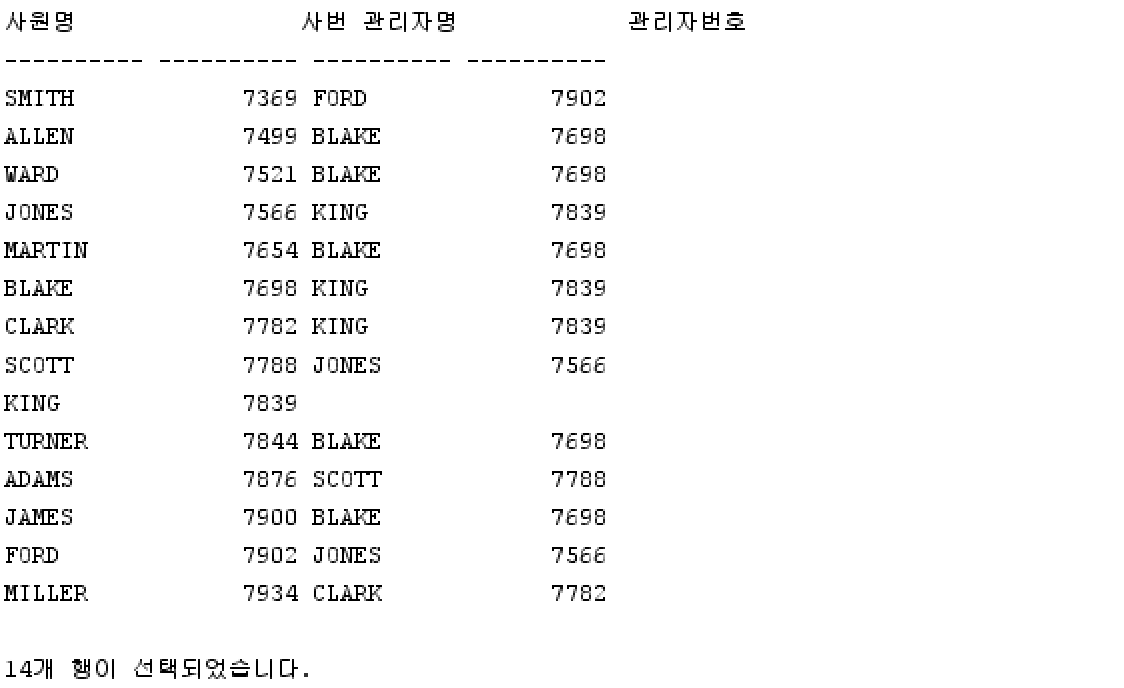 사원명 사번 관리자명 관리자번호
---------- ---------- ---------- ----------
SMITH 7369 FORD 7902
ALLEN 7499 BLAKE 7698
WARD 7521 BLAKE 7698
JONES 7566 KING 7839
MARTIN 7654 BLAKE 7698
BLAKE 7698 KING 7839
CLARK 7782 KING 7839
SCOTT 7788 JONES 7566
KING 7839
TURNER 7844 BLAKE 7698
ADAMS 7876 SCOTT 7788
JAMES 7900 BLAKE 7698
FORD 7902 JONES 7566
MILLER 7934 CLARK 7782
14개 행이 선택되었습니다.